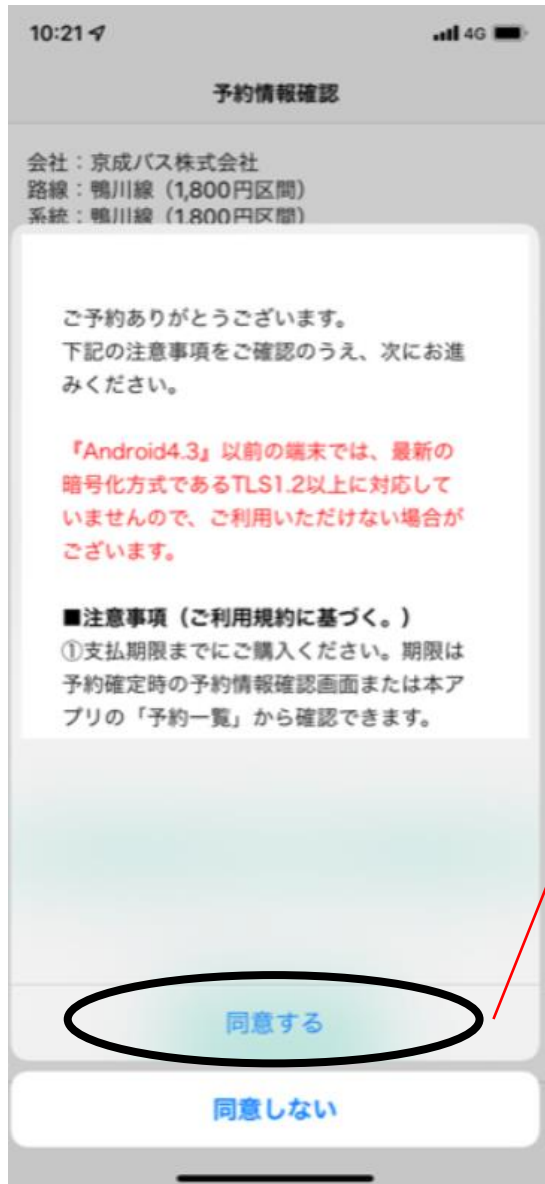 10:21
4G
予約情報確認
会社：京成バス株式会社
路線：鴨川線（1,800円区間）
系統：鴨川線（1,800円区間）
ご予約ありがとうございます。
下記の注意事項をご確認のうえ、次にお進
みください。
『Android4.3』以前の端末では、最新の
暗号化方式であるTLS1.2以上に対応して
いませんので、ご利用いただけない場合が
ございます。
■注意事項（ご利用規約に基づく。）
①支払期限までにご購入ください。期限は
予約確定時の予約情報確認画面または本ア
プリの「予約一覧」から確認できます。
同意する
同意しない